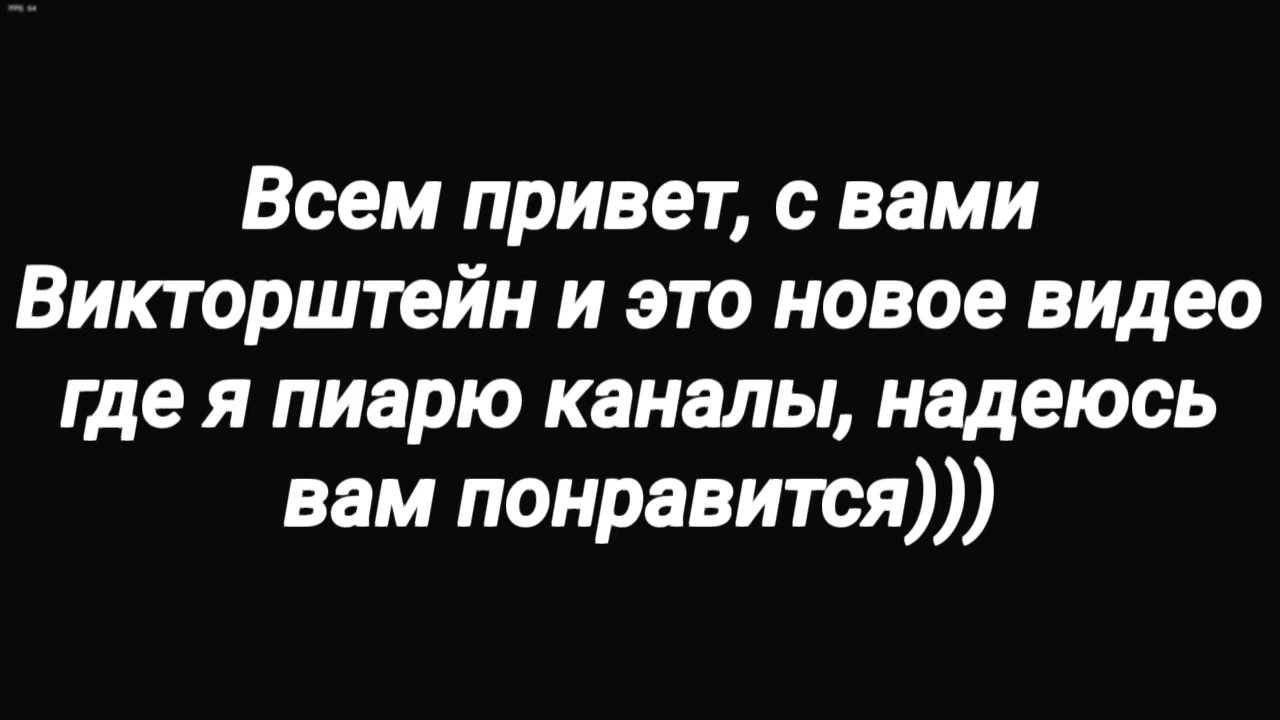 Всем привет, с вами
Викторштейн и это новое видео
где я пиарю каналы, надеюсь
вам понравится)))